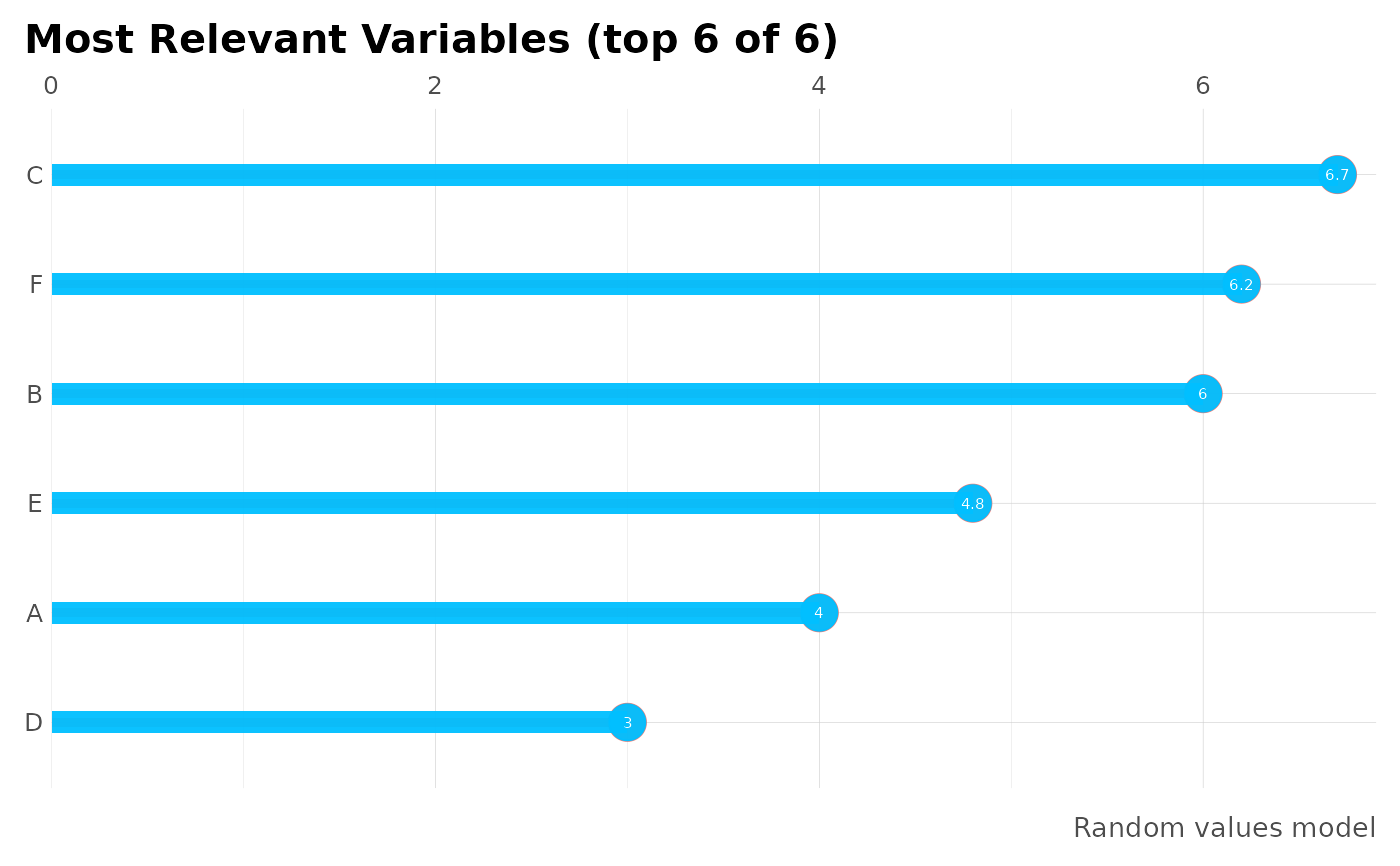 Most Relevant Variables (top 6 of 6)
0 2 4 6
C 6.7
F 6.2
B 6
E 4.8
A 4
D 3
Random values model